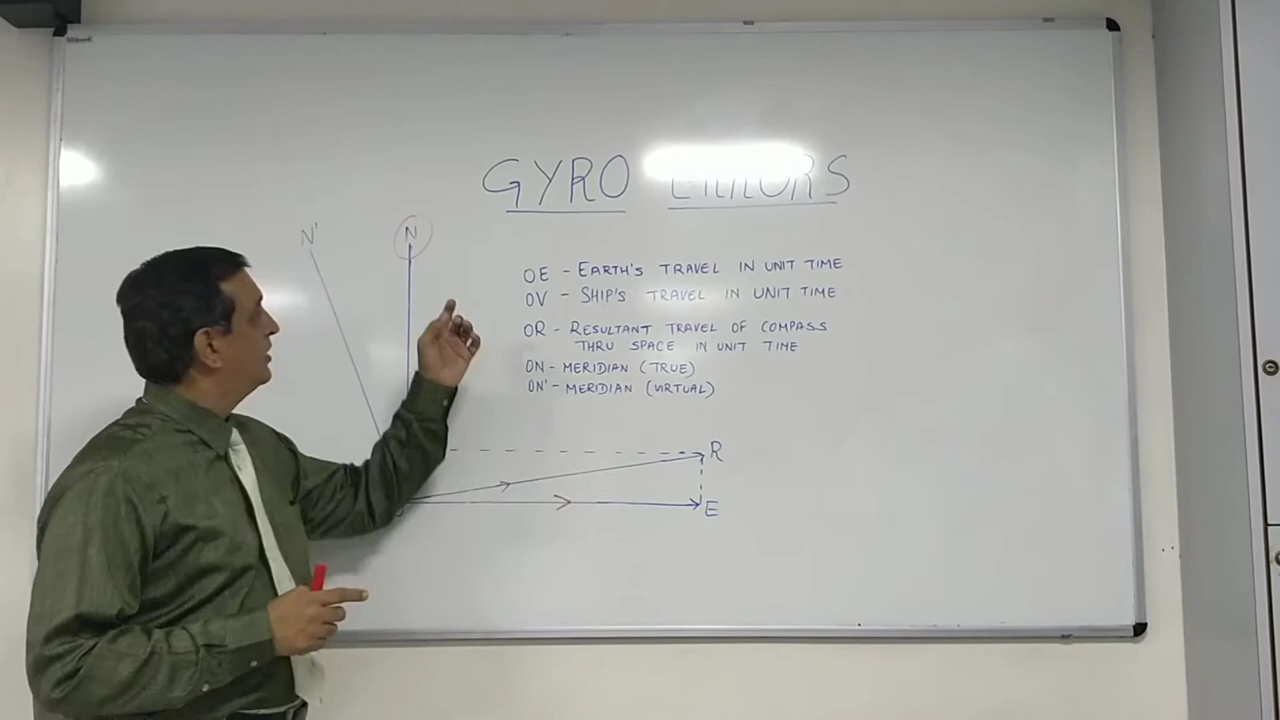 GYRO ERRORS
N'
N
OE - EARTH'S TRAVEL IN UNIT TIME
OV - SHIP'S TRAVEL IN UNIT TIME
OR - RESULTANT TRAVEL OF COMPASS
THRU SPACE IN UNIT TIME
ON - MERIDIAN (TRUE)
ON' - MERIDIAN (VIRTUAL)
R
E